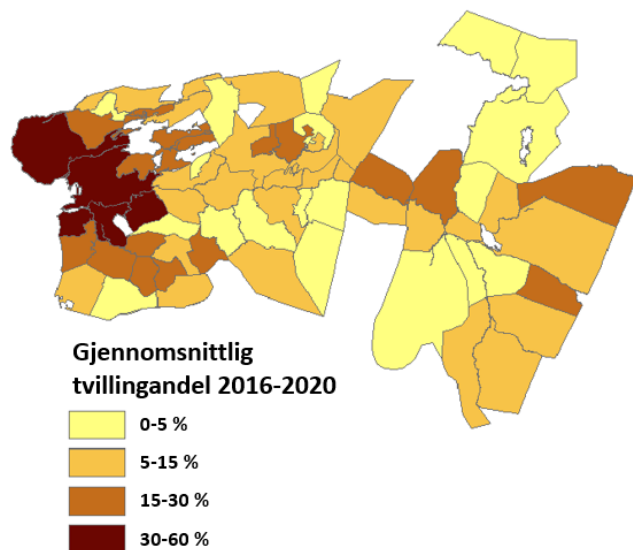 Gjennomsnittlig
tvillingandel 2016-2020
0-5 %
5-15 %
15-30 %
30-60 %